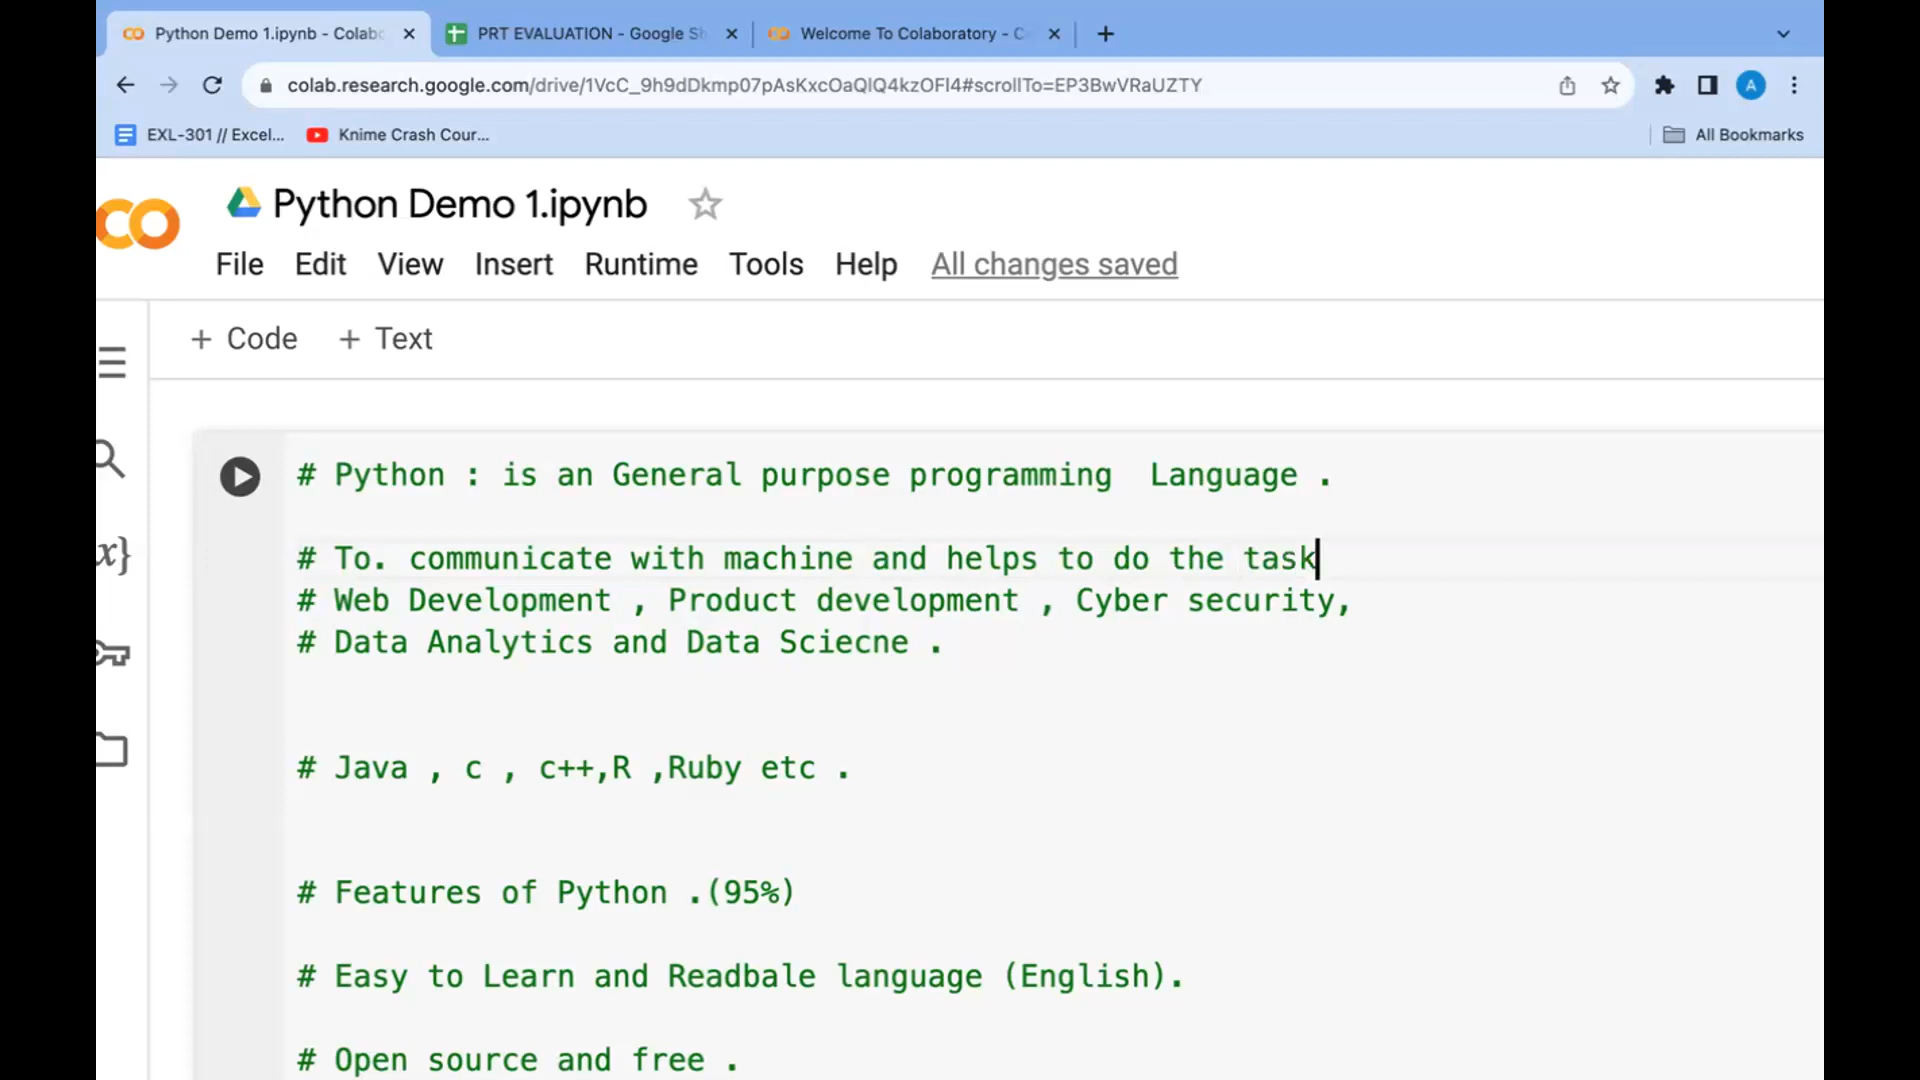 Python Demo 1.ipynb - Colab
PRT EVALUATION - Google Sh
Welcome To Colaboratory - C
colab.research.google.com/drive/1VcC_9h9dDkmp07pAsKxcOaQlQ4kzOFl4#scrollTo=EP3BwVRaUZTY
A
EXL-301 // Excel...
Knime Crash Cour...
All Bookmarks
Python Demo 1.ipynb
File Edit View Insert Runtime Tools Help All changes saved
+ Code + Text
# Python : is an General purpose programming  Language .
# To. communicate with machine and helps to do the task
# Web Development , Product development , Cyber security,
# Data Analytics and Data Sciecne .
# Java , c , c++,R ,Ruby etc .
# Features of Python .(95%)
# Easy to Learn and Readbale language (English).
# Open source and free .